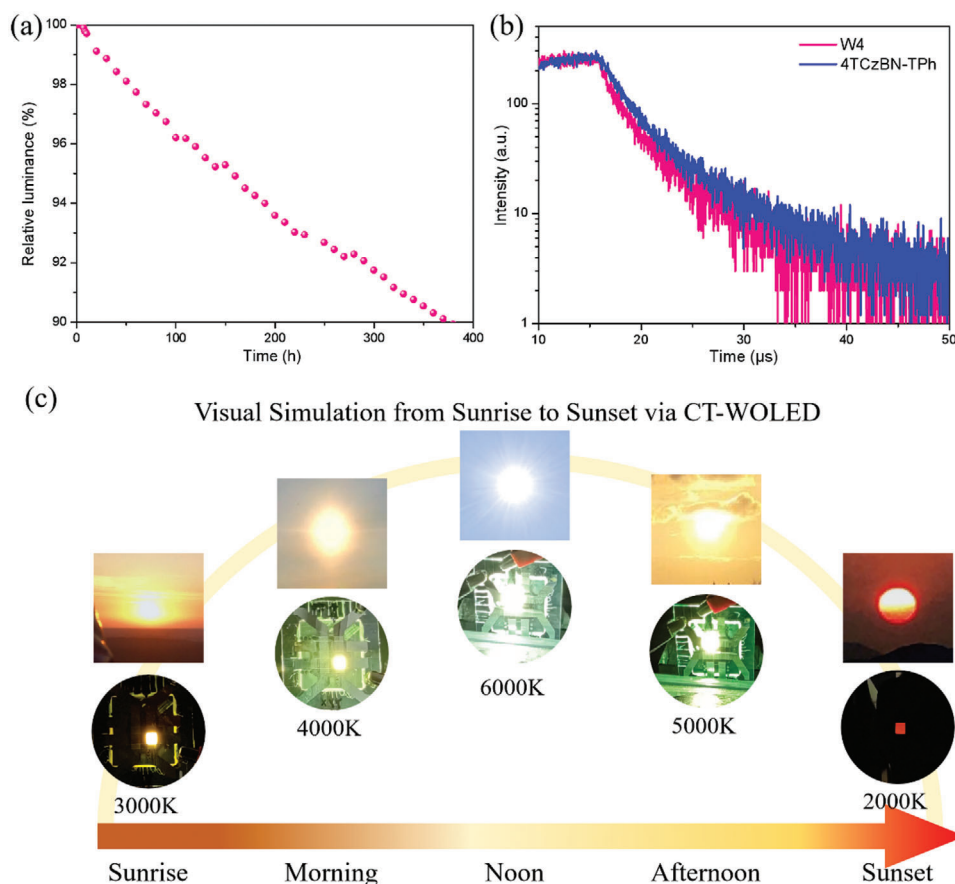 (a)
100
98
96
94
92
90
Relative luminance (%)
0
100
200
300
400
Time (h)
(b)
W4
4TCzBN-TPh
100
10
1
Intensity (a.u.)
10
20
30
40
50
Time (μs)
(c)
Visual Simulation from Sunrise to Sunset via CT-WOLED
3000K
4000K
6000K
5000K
2000K
Sunrise
Morning
Noon
Afternoon
Sunset